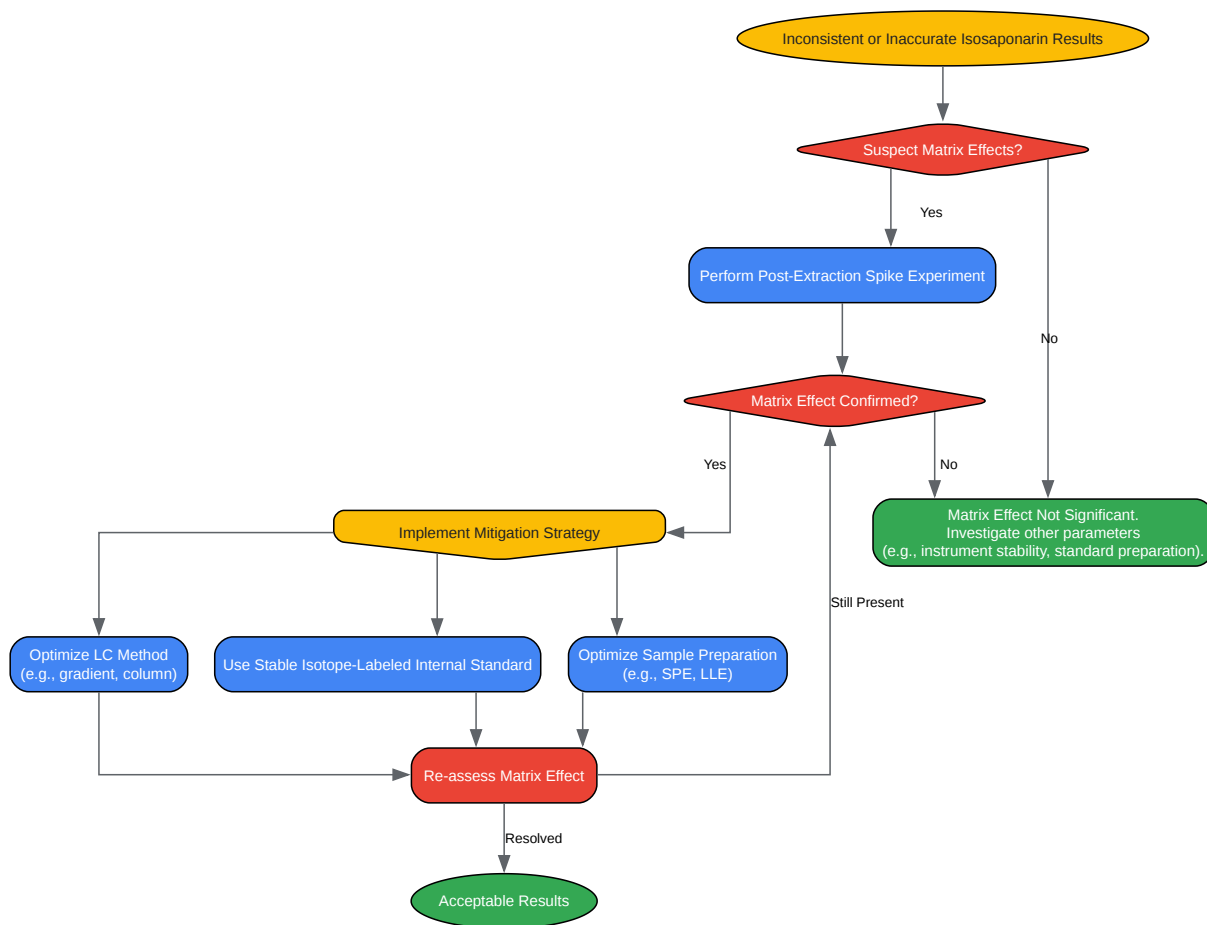 Inconsistent or Inaccurate Isosaponarin Results
Suspect Matrix Effects?
Yes
Perform Post-Extraction Spike Experiment
No
Matrix Effect Confirmed?
Yes
No
Matrix Effect Not Significant.
Investigate other parameters
(e.g., instrument stability, standard preparation).
Implement Mitigation Strategy
Still Present
Optimize LC Method
(e.g., gradient, column)
Use Stable Isotope-Labeled Internal Standard
Optimize Sample Preparation
(e.g., SPE, LLE)
Re-assess Matrix Effect
Resolved
Acceptable Results